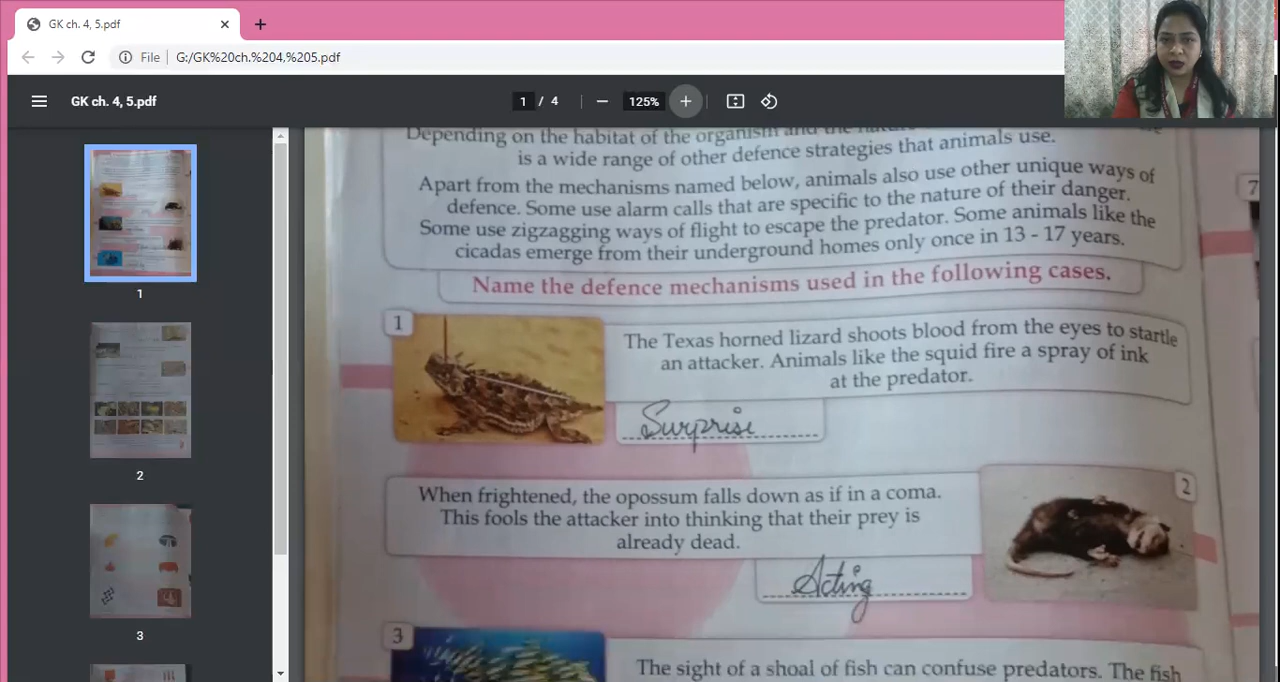 GK ch. 4, 5.pdf
File G:/GK%20ch.%204,%205.pdf
GK ch. 4, 5.pdf
1 / 4
125%
Depending on the habitat of the organism and the
is a wide range of other defence strategies that animals use.
Apart from the mechanisms named below, animals also use other unique ways of
defence. Some use alarm calls that are specific to the nature of their danger.
Some use zigzagging ways of flight to escape the predator. Some animals like the
cicadas emerge from their underground homes only once in 13 - 17 years.
7
Name the defence mechanisms used in the following cases.
1
The Texas horned lizard shoots blood from the eyes to startle
an attacker. Animals like the squid fire a spray of ink
at the predator.
Surprise
When frightened, the opossum falls down as if in a coma.
This fools the attacker into thinking that their prey is
already dead.
2
Acting
3
The sight of a shoal of fish can confuse predators. The fish
1
2
3